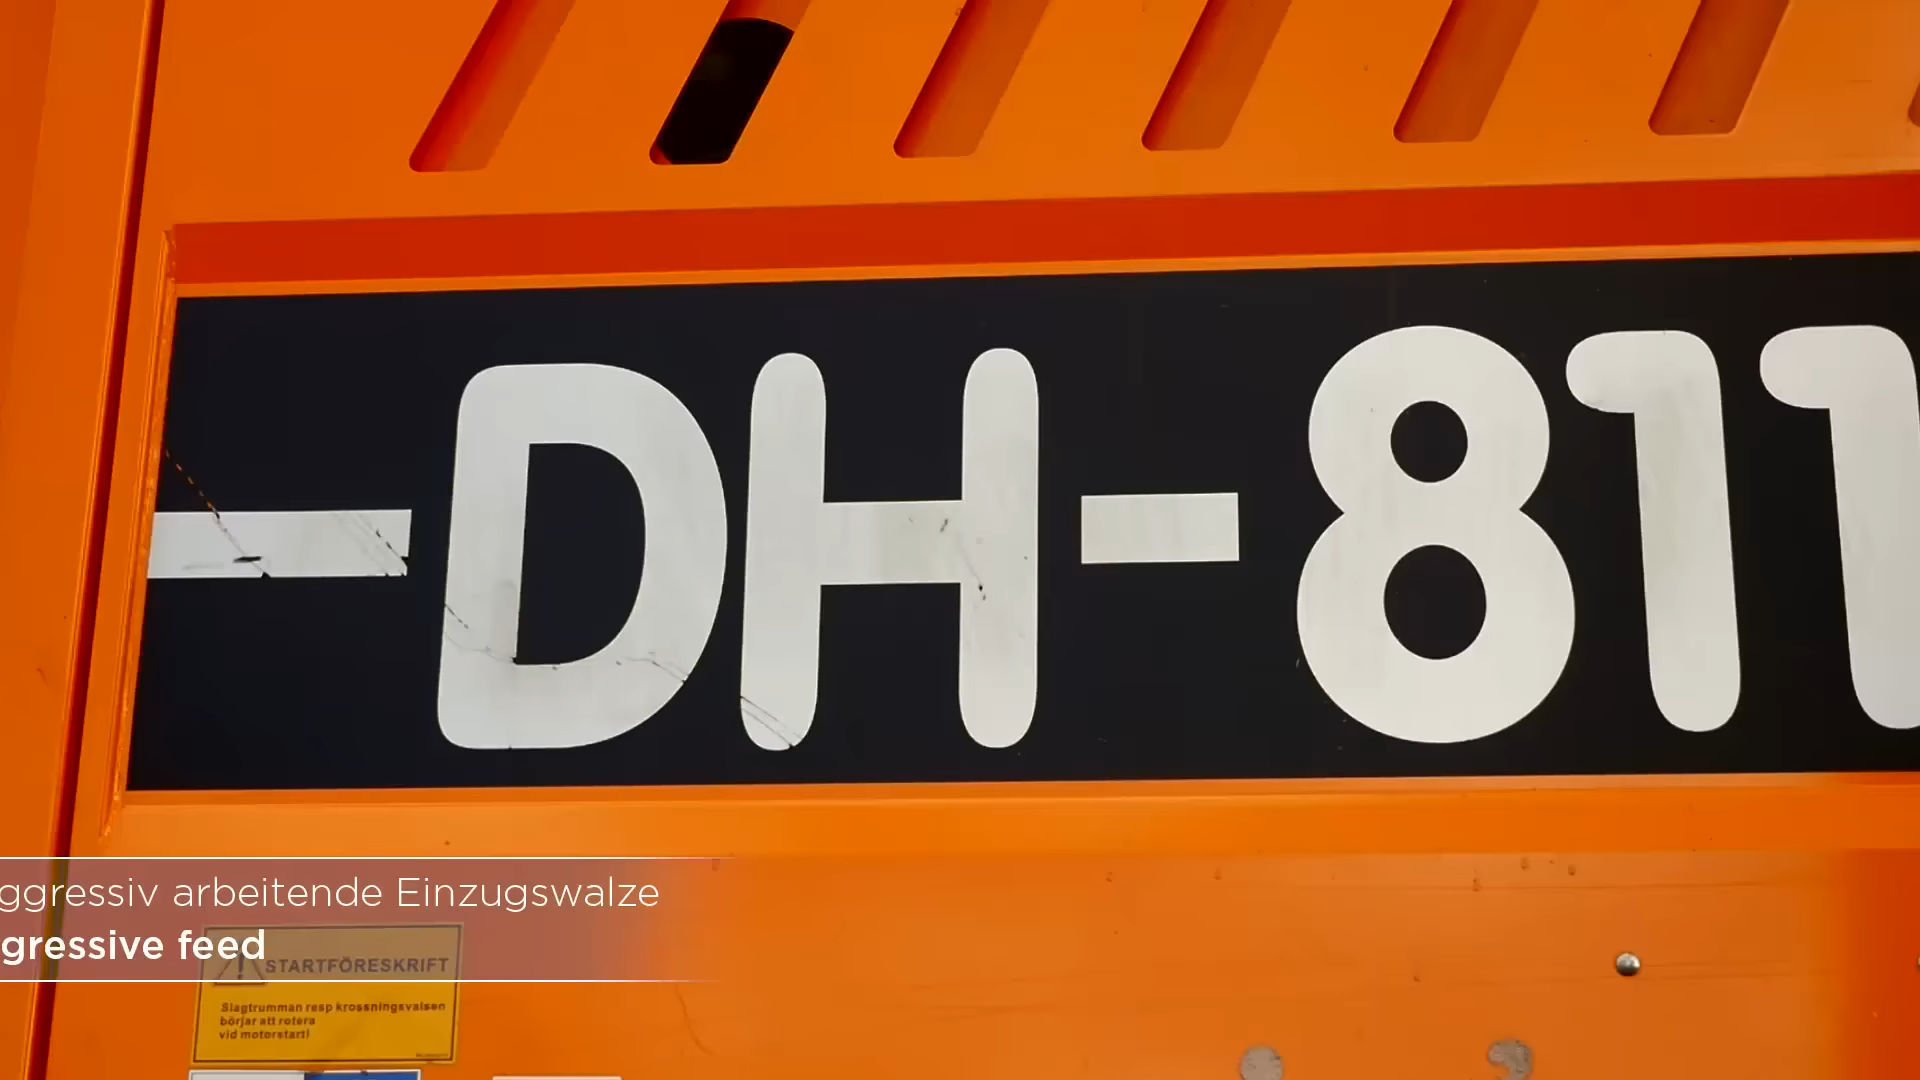 DH-811
ggressiv arbeitende Einzugswalze
gressive feed
STARTFÖRESKRIFT
Slagtrumman resp krossningsvalsen
börjar att rotera
vid motorstart!